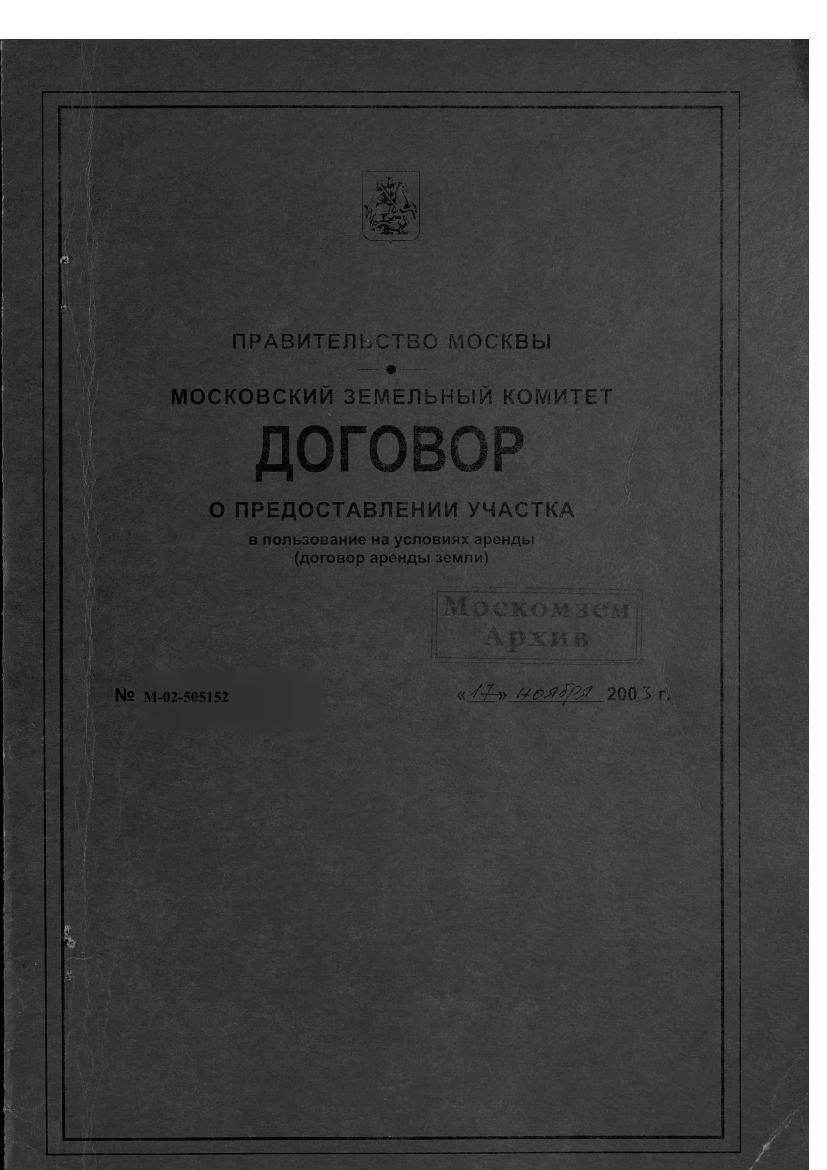 ПРАВИТЕЛЬСТВО МОСКВЫ
МОСКОВСКИЙ ЗЕМЕЛЬНЫЙ КОМИТЕТ
ДОГОВОР
О ПРЕДОСТАВЛЕНИИ УЧАСТКА
в пользование на условиях аренды
(договор аренды земли)
Москомзем
Архив
№ М-02-505152 «17» ноября 2003 г.